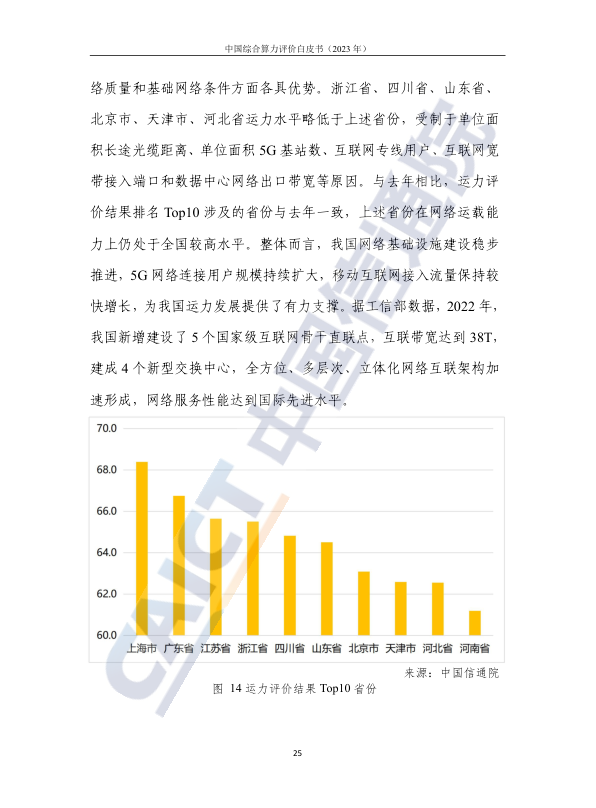 中国综合算力评价白皮书（2023 年）
络质量和基础网络条件方面各具优势。浙江省、四川省、山东省、
北京市、天津市、河北省运力水平略低于上述省份，受制于单位面
积长途光缆距离、单位面积 5G 基站数、互联网专线用户、互联网宽
带接入端口和数据中心网络出口带宽等原因。与去年相比，运力评
价结果排名 Top10 涉及的省份与去年一致，上述省份在网络运载能
力上仍处于全国较高水平。整体而言，我国网络基础设施建设稳步
推进，5G 网络连接用户规模持续扩大，移动互联网接入流量保持较
快增长，为我国运力发展提供了有力支撑。据工信部数据，2022 年，
我国新增建设了 5 个国家级互联网骨干直联点，互联带宽达到 38T，
建成 4 个新型交换中心，全方位、多层次、立体化网络互联架构加
速形成，网络服务性能达到国际先进水平。
70.0
68.0
66.0
64.0
62.0
60.0
上海市 广东省 江苏省 浙江省 四川省 山东省 北京市 天津市 河北省 河南省
来源：中国信通院
图 14 运力评价结果 Top10 省份
25
CAICT 中国信通院